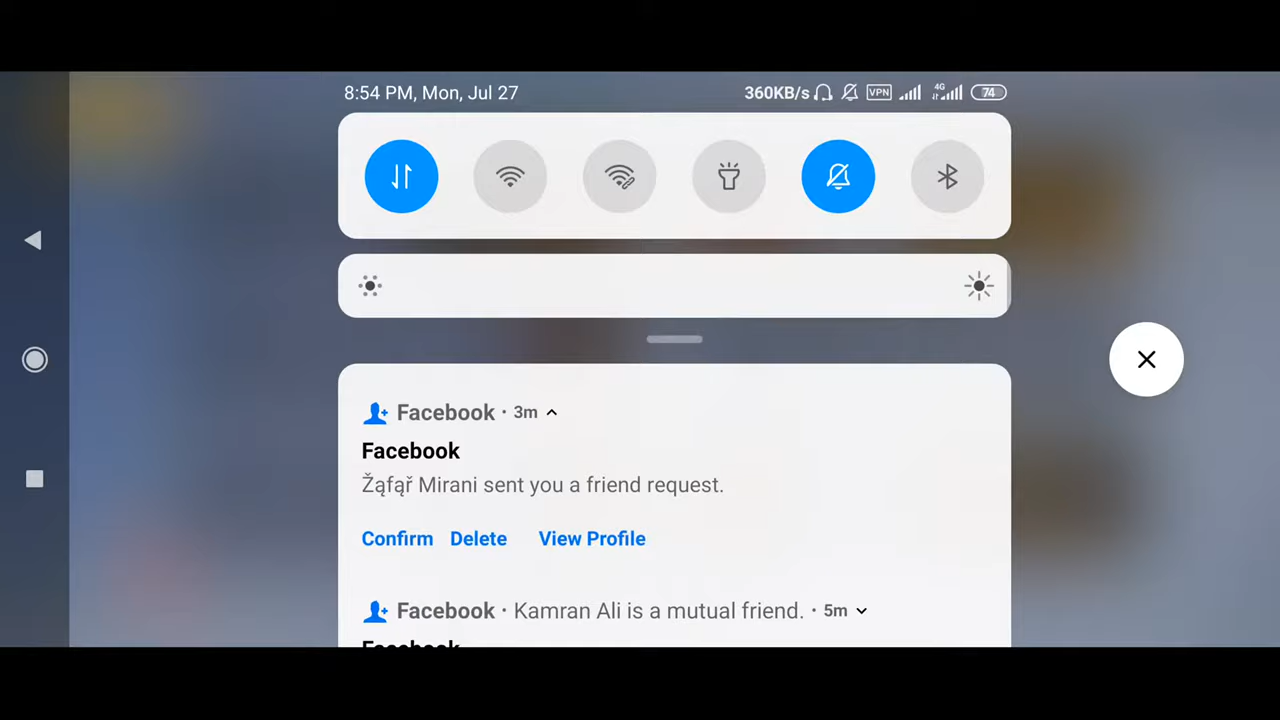 8:54 PM, Mon, Jul 27 360KB/s VPN 4G 74
Facebook · 3m
Facebook
Žąfąř Mirani sent you a friend request.
Confirm Delete View Profile
Facebook · Kamran Ali is a mutual friend. · 5m
Facebook